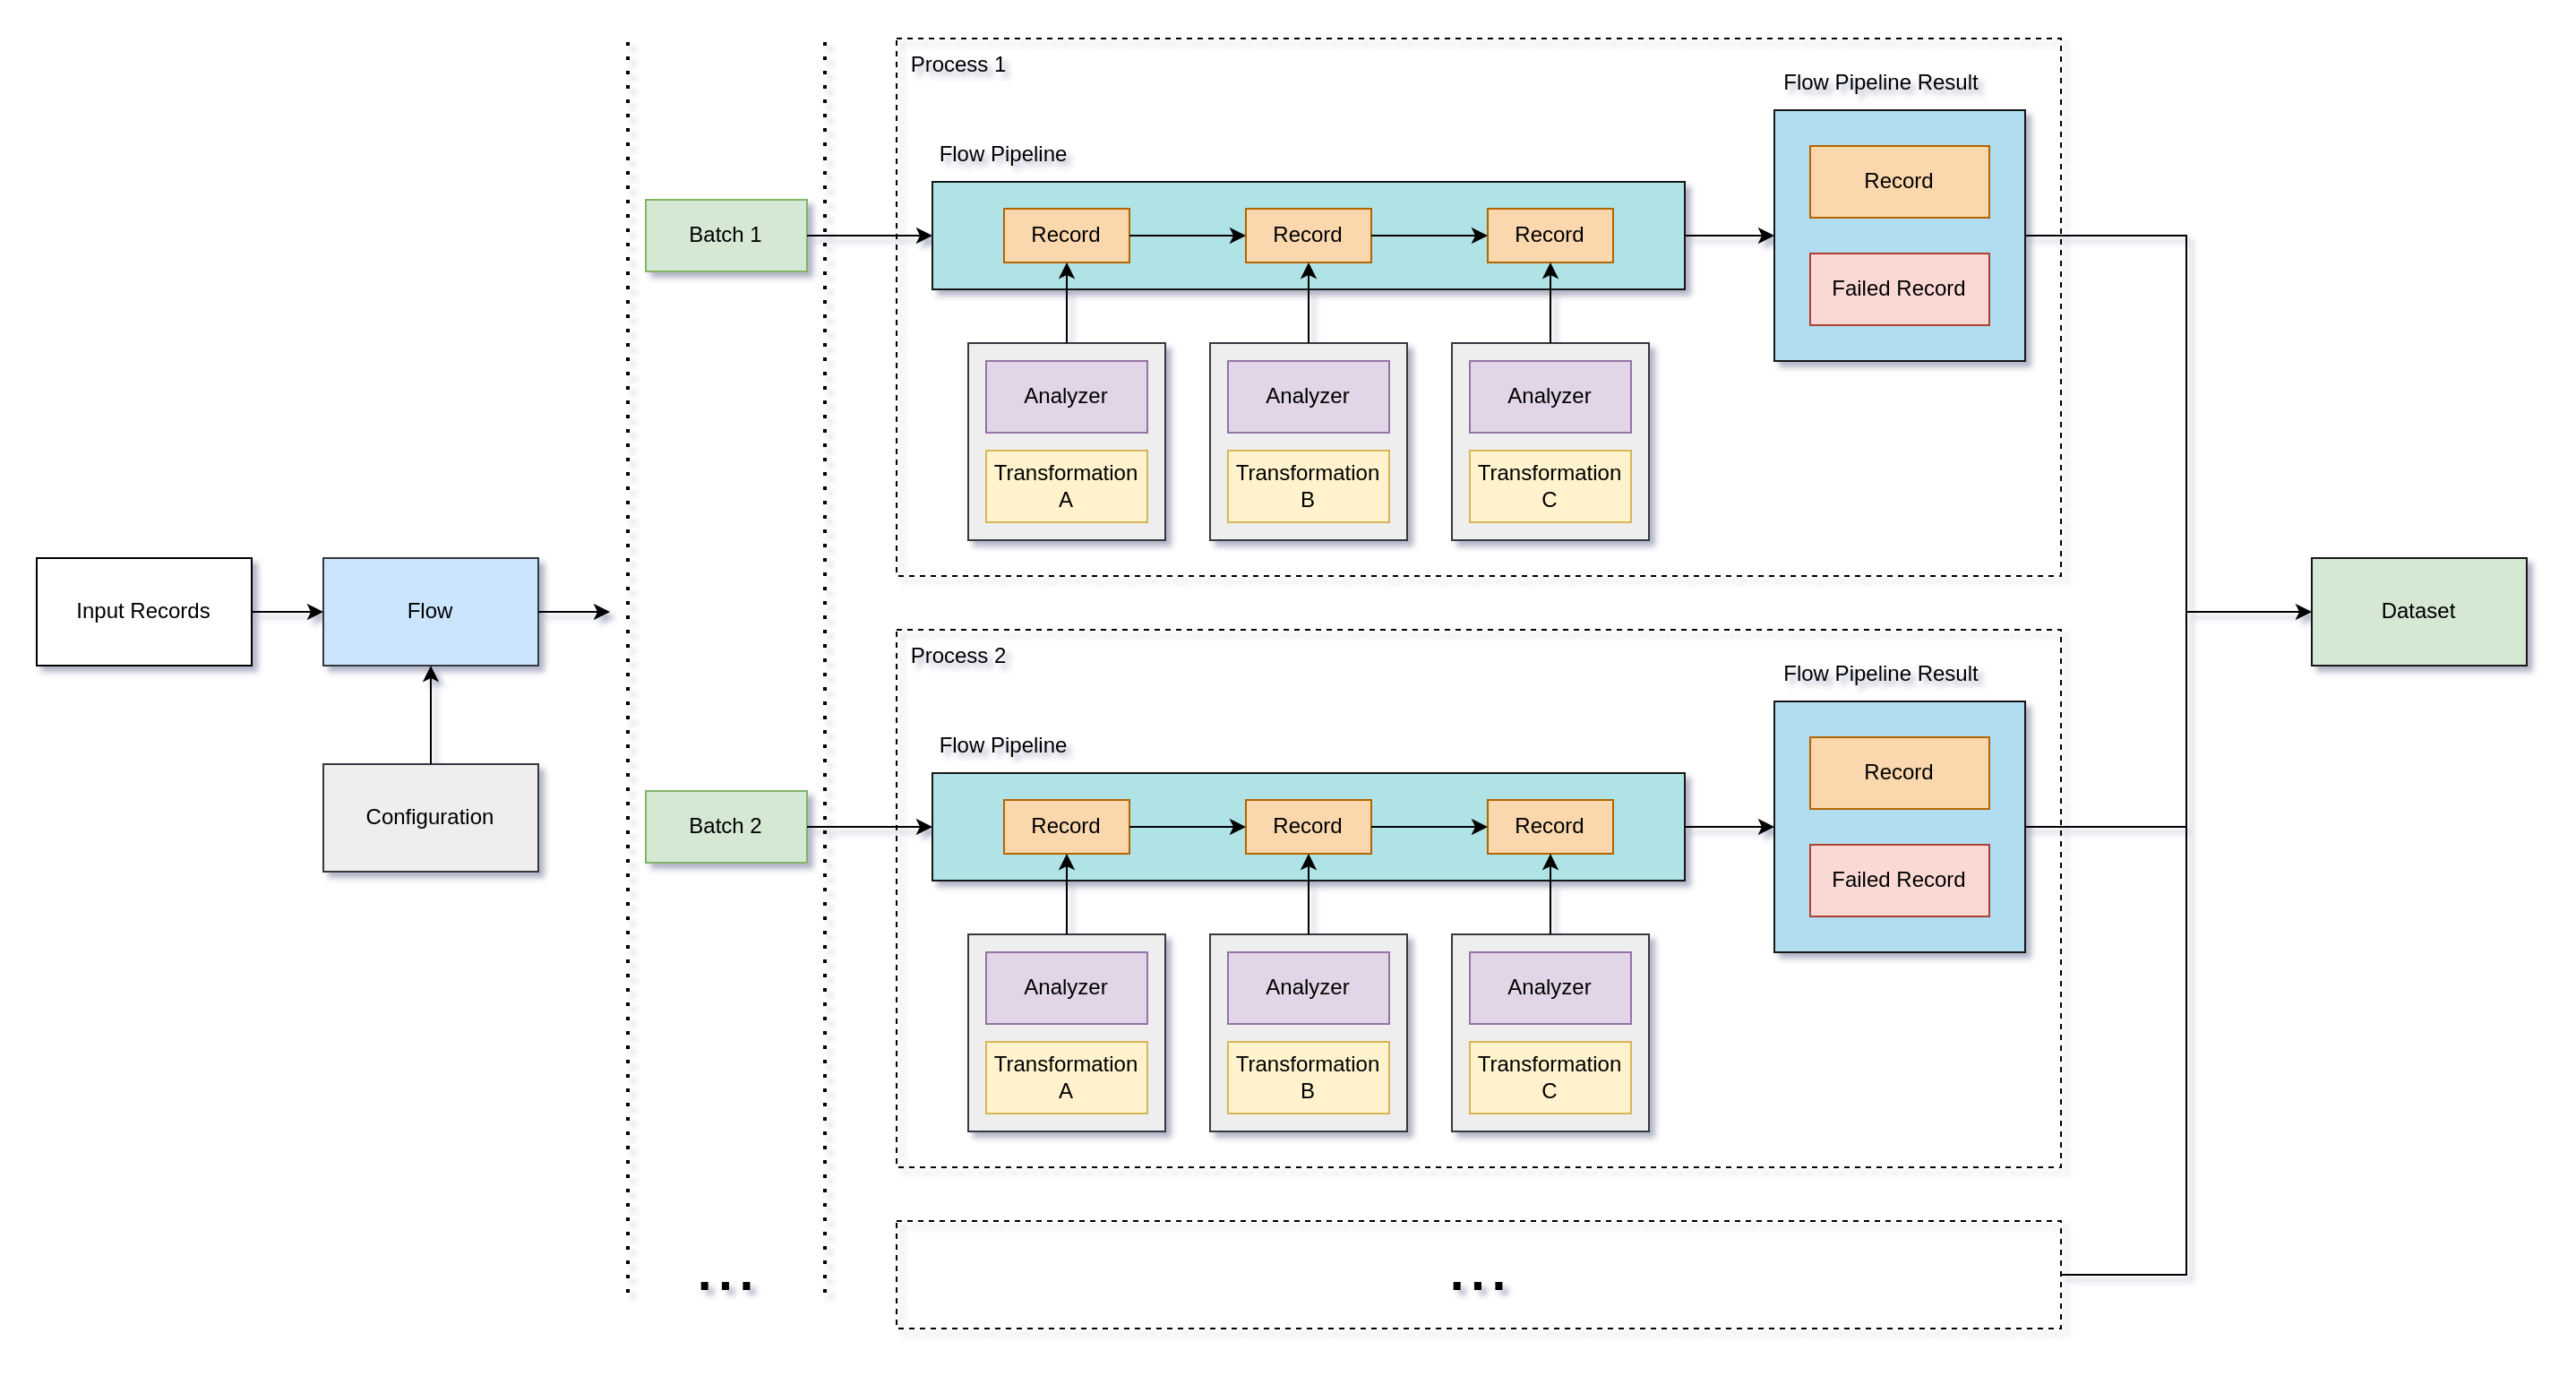 Input Records
Flow
Configuration
Batch 1
Batch 2
...
Process 1
Flow Pipeline
Record
Record
Record
Analyzer
Transformation
A
Analyzer
Transformation
B
Analyzer
Transformation
C
Flow Pipeline Result
Record
Failed Record
Process 2
Flow Pipeline
Record
Record
Record
Analyzer
Transformation
A
Analyzer
Transformation
B
Analyzer
Transformation
C
Flow Pipeline Result
Record
Failed Record
...
Dataset